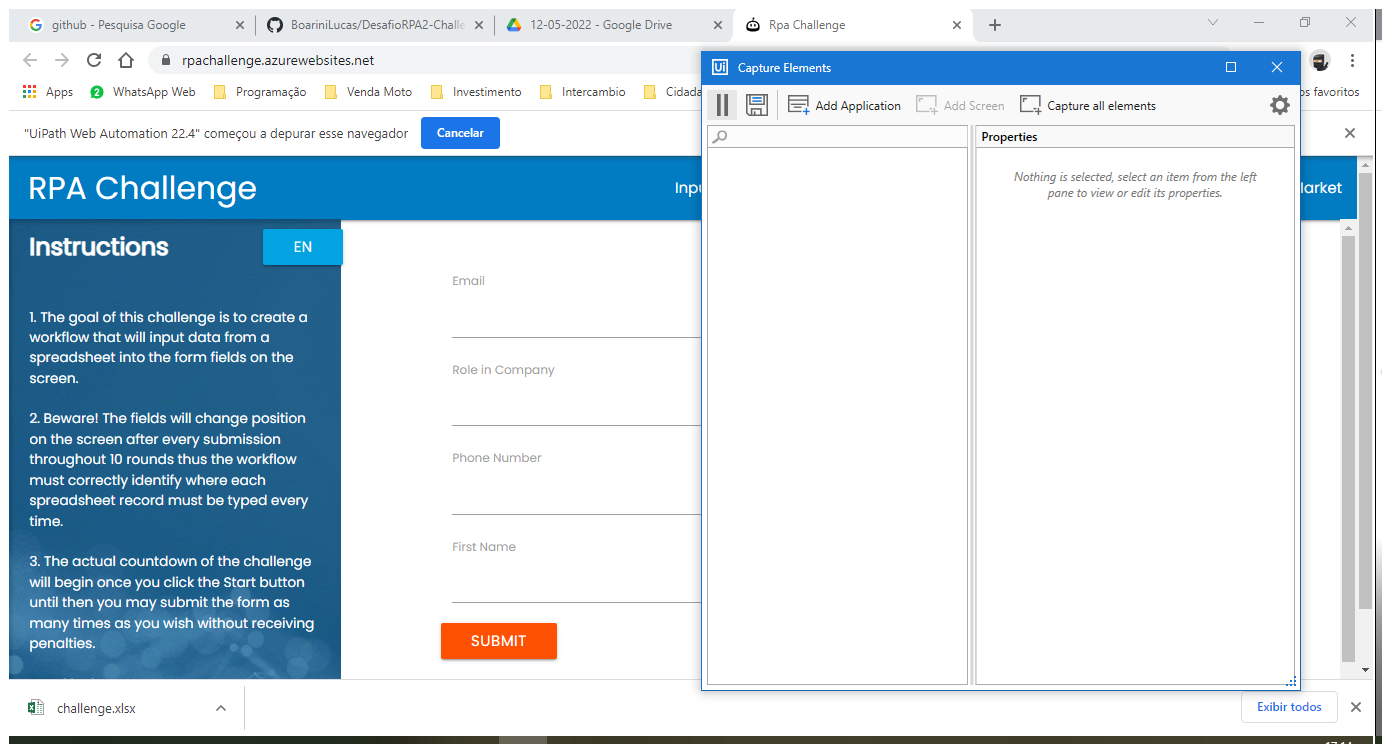 github - Pesquisa Google
BoariniLucas/DesafioRPA2-Challe
12-05-2022 - Google Drive
Rpa Challenge
rpachallenge.azurewebsites.net
Apps
2
WhatsApp Web
Programação
Venda Moto
Investimento
Intercambio
Cidada
os favoritos
"UiPath Web Automation 22.4" começou a depurar esse navegador
Cancelar
Ui
Capture Elements
Add Application
Add Screen
Capture all elements
Properties
Nothing is selected, select an item from the left
pane to view or edit its properties.
RPA Challenge
Inpu
arket
Instructions
EN
1. The goal of this challenge is to create a
workflow that will input data from a
spreadsheet into the form fields on the
screen.
2. Beware! The fields will change position
on the screen after every submission
throughout 10 rounds thus the workflow
must correctly identify where each
spreadsheet record must be typed every
time.
3. The actual countdown of the challenge
will begin once you click the Start button
until then you may submit the form as
many times as you wish without receiving
penalties.
Email
Role in Company
Phone Number
First Name
SUBMIT
challenge.xlsx
Exibir todos